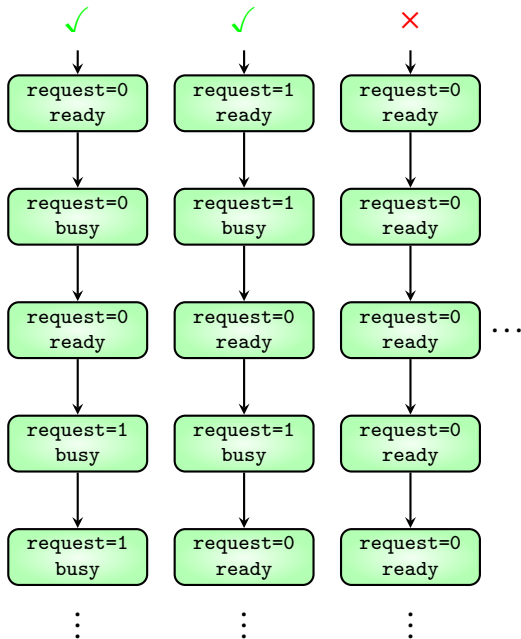 ✓ ✓ ×
request=0 request=1 request=0
ready ready ready
request=0 request=1 request=0
busy busy ready
request=0 request=0 request=0
ready ready ready
...
request=1 request=1 request=0
busy busy ready
request=1 request=0 request=0
busy ready ready
⋮ ⋮ ⋮